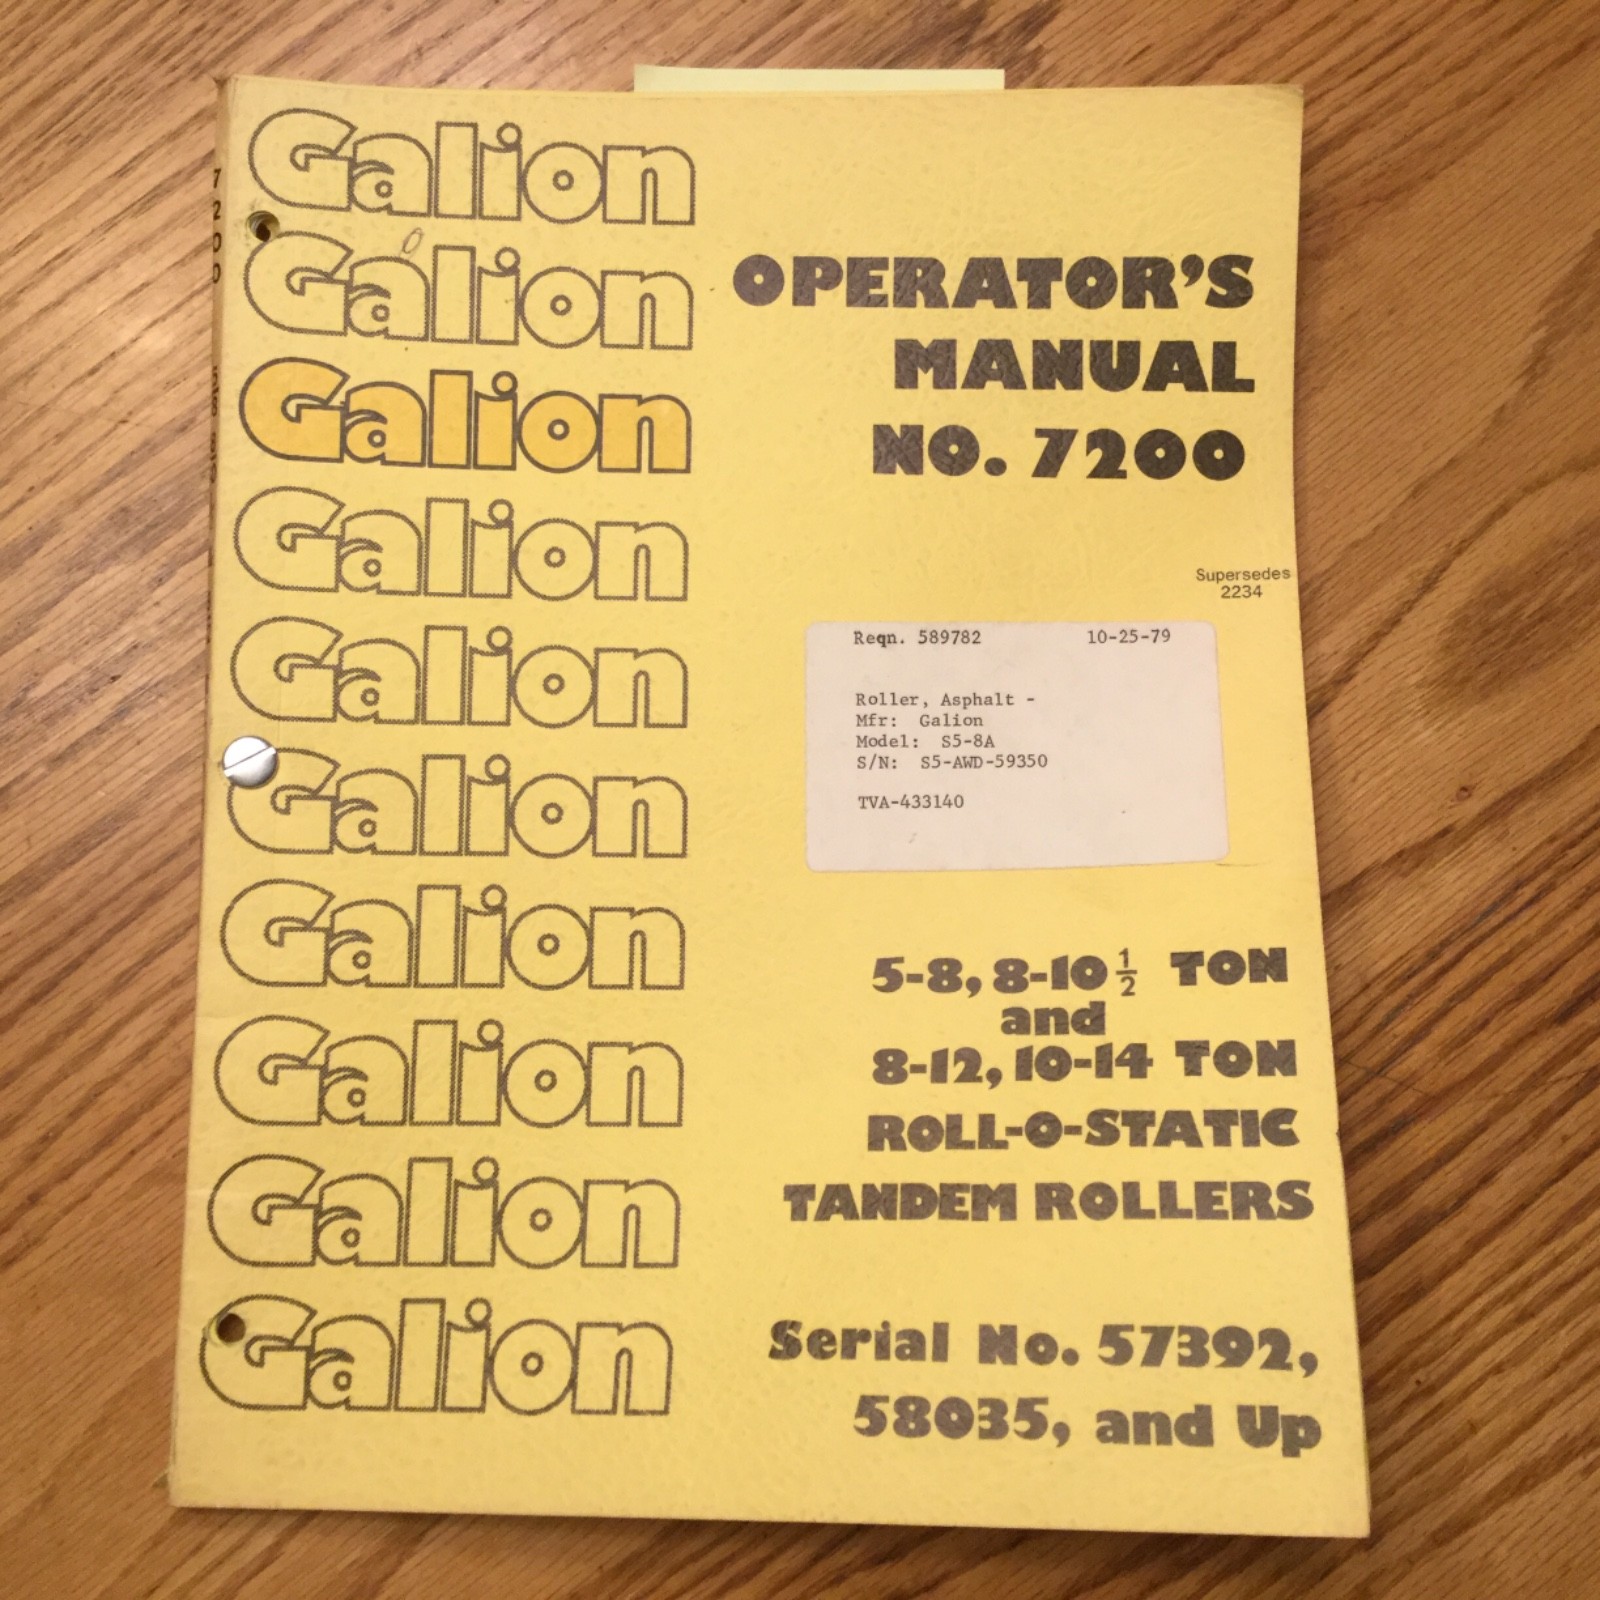 Galion
Galion
Galion
Galion
Galion
Galion
Galion
Galion
Galion
Galion
7200
OPERATOR'S
MANUAL
NO. 7200
Supersedes
2234
Reqn. 589782 10-25-79
Roller, Asphalt -
Mfr: Galion
Model: S5-8A
S/N: S5-AWD-59350
TVA-433140
5-8, 8-10½ TON
and
8-12, 10-14 TON
ROLL-O-STATIC
TANDEM ROLLERS
Serial No. 57392,
58035, and Up